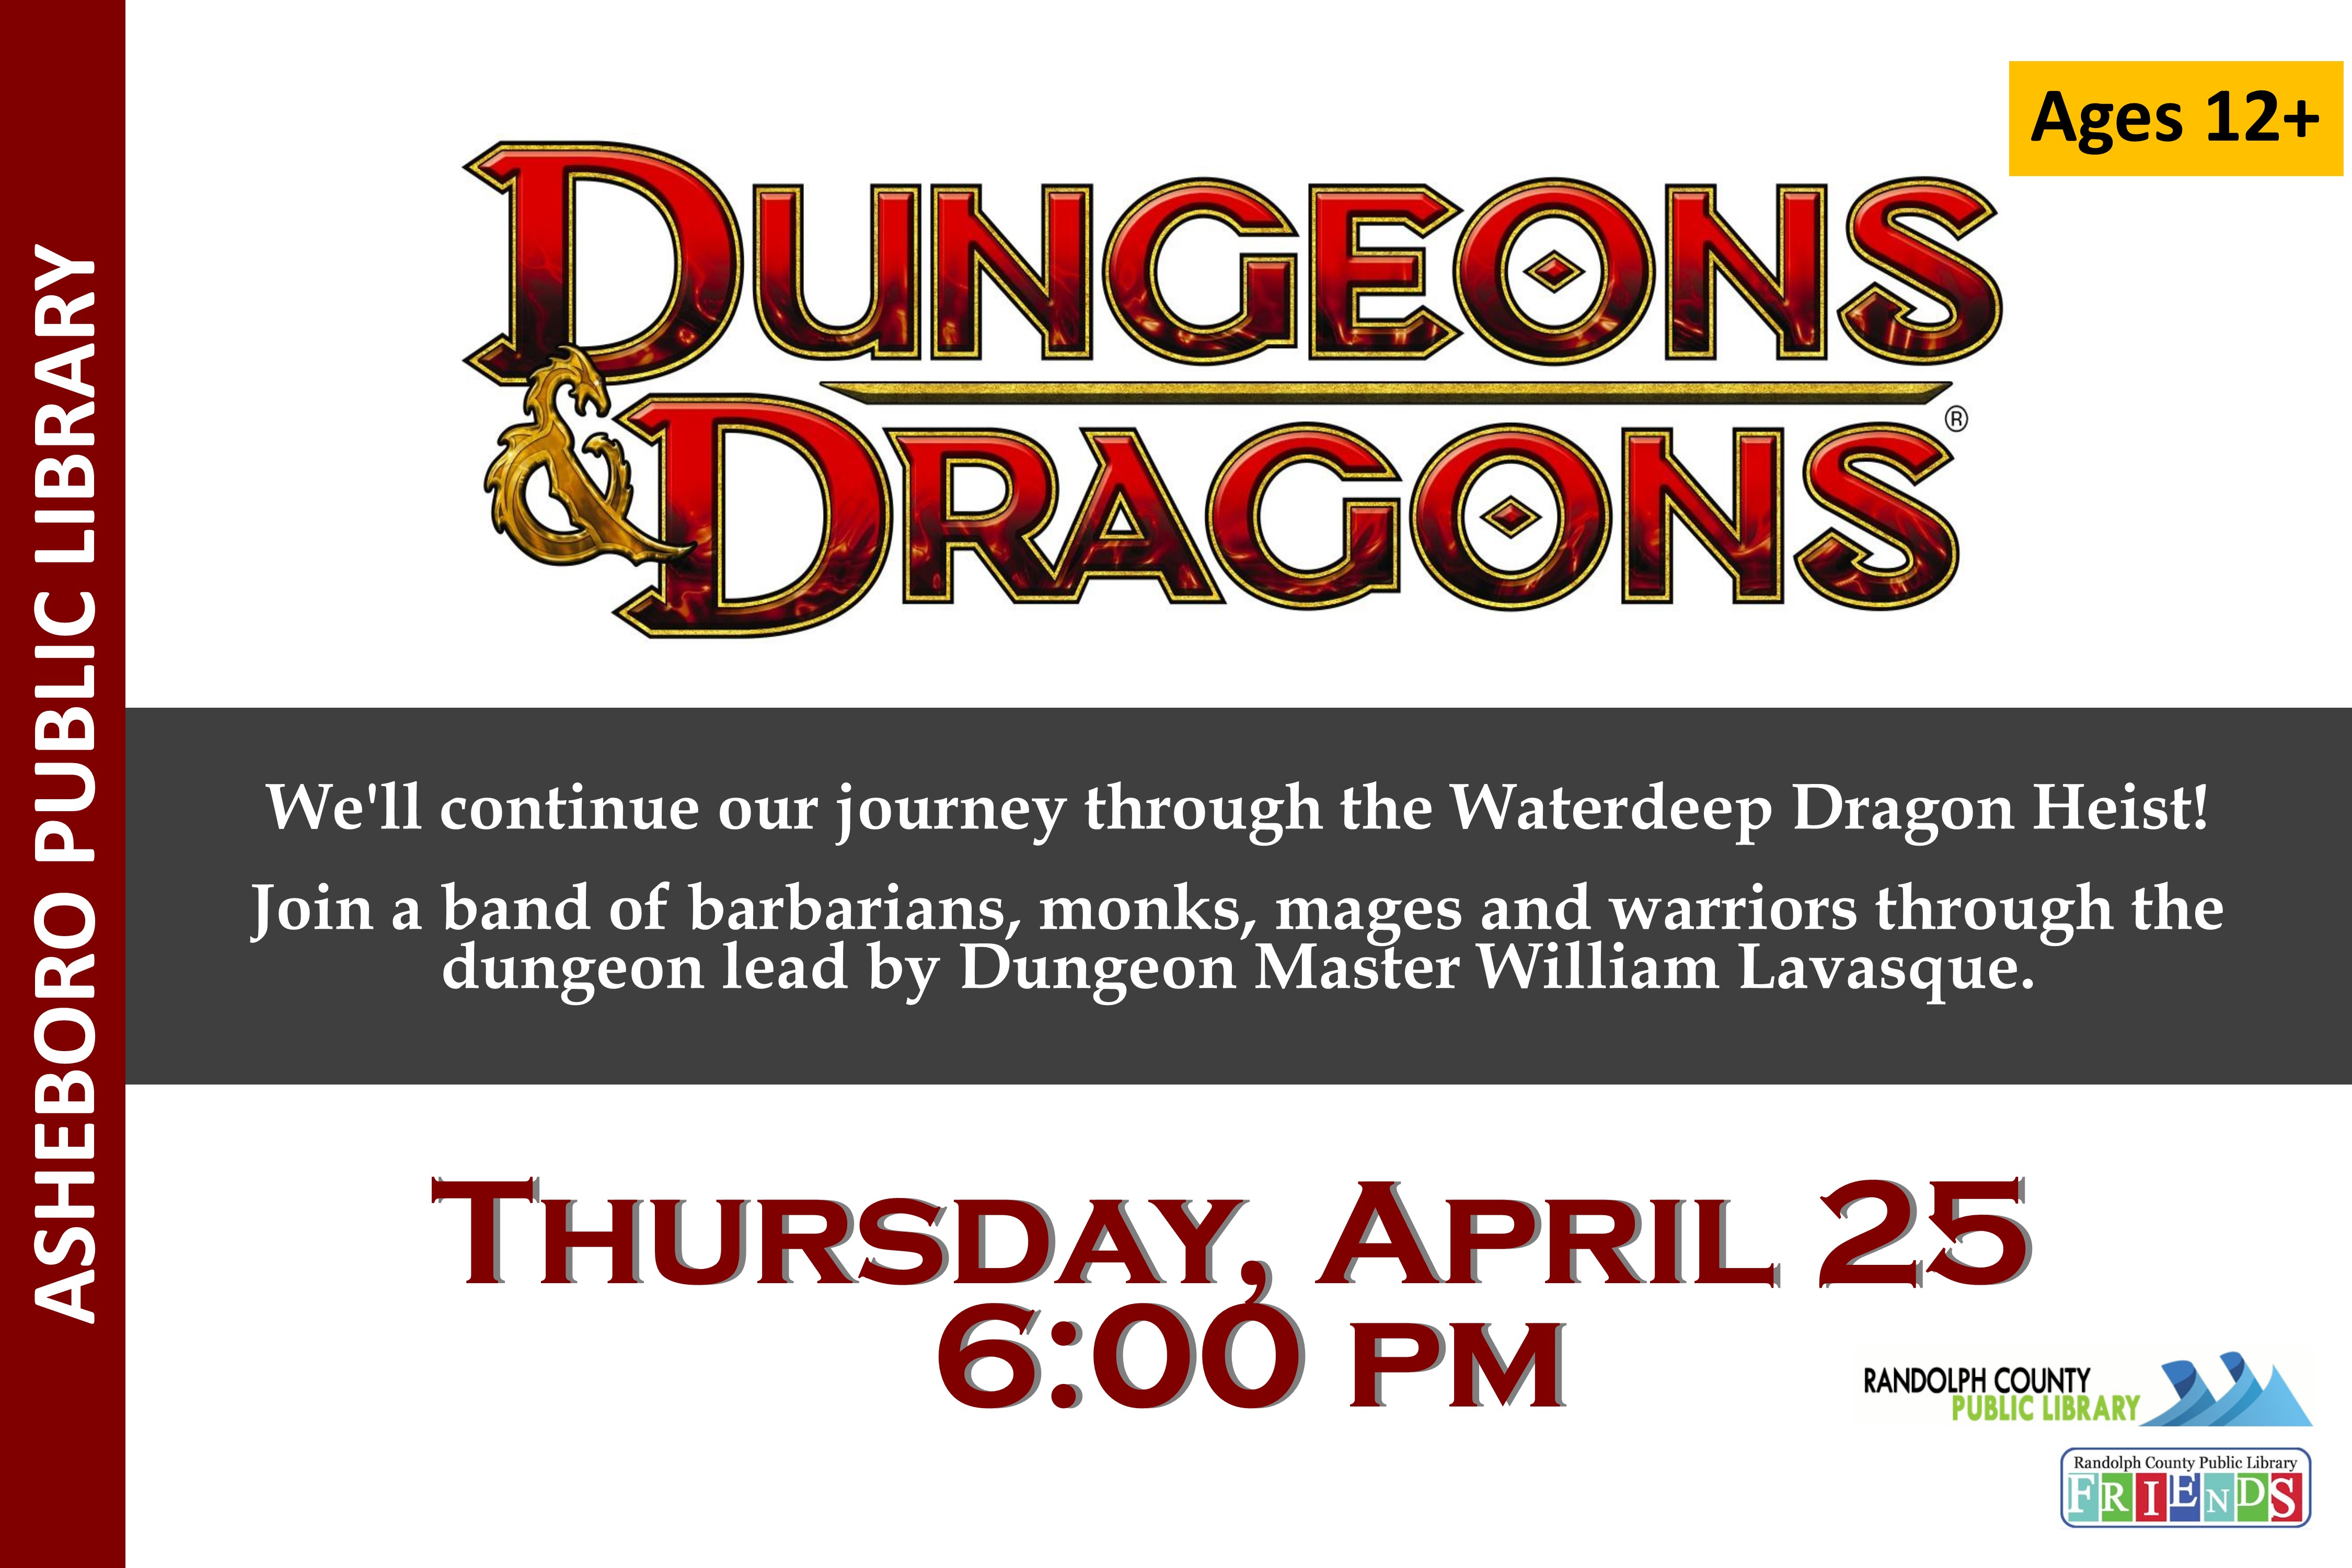 ASHEBORO PUBLIC LIBRARY
Ages 12+
DUNGEONS
& DRAGONS®
We'll continue our journey through the Waterdeep Dragon Heist!
Join a band of barbarians, monks, mages and warriors through the
dungeon lead by Dungeon Master William Lavasque.
THURSDAY, APRIL 25
6:00 PM
RANDOLPH COUNTY
PUBLIC LIBRARY
Randolph County Public Library
FRIENDS